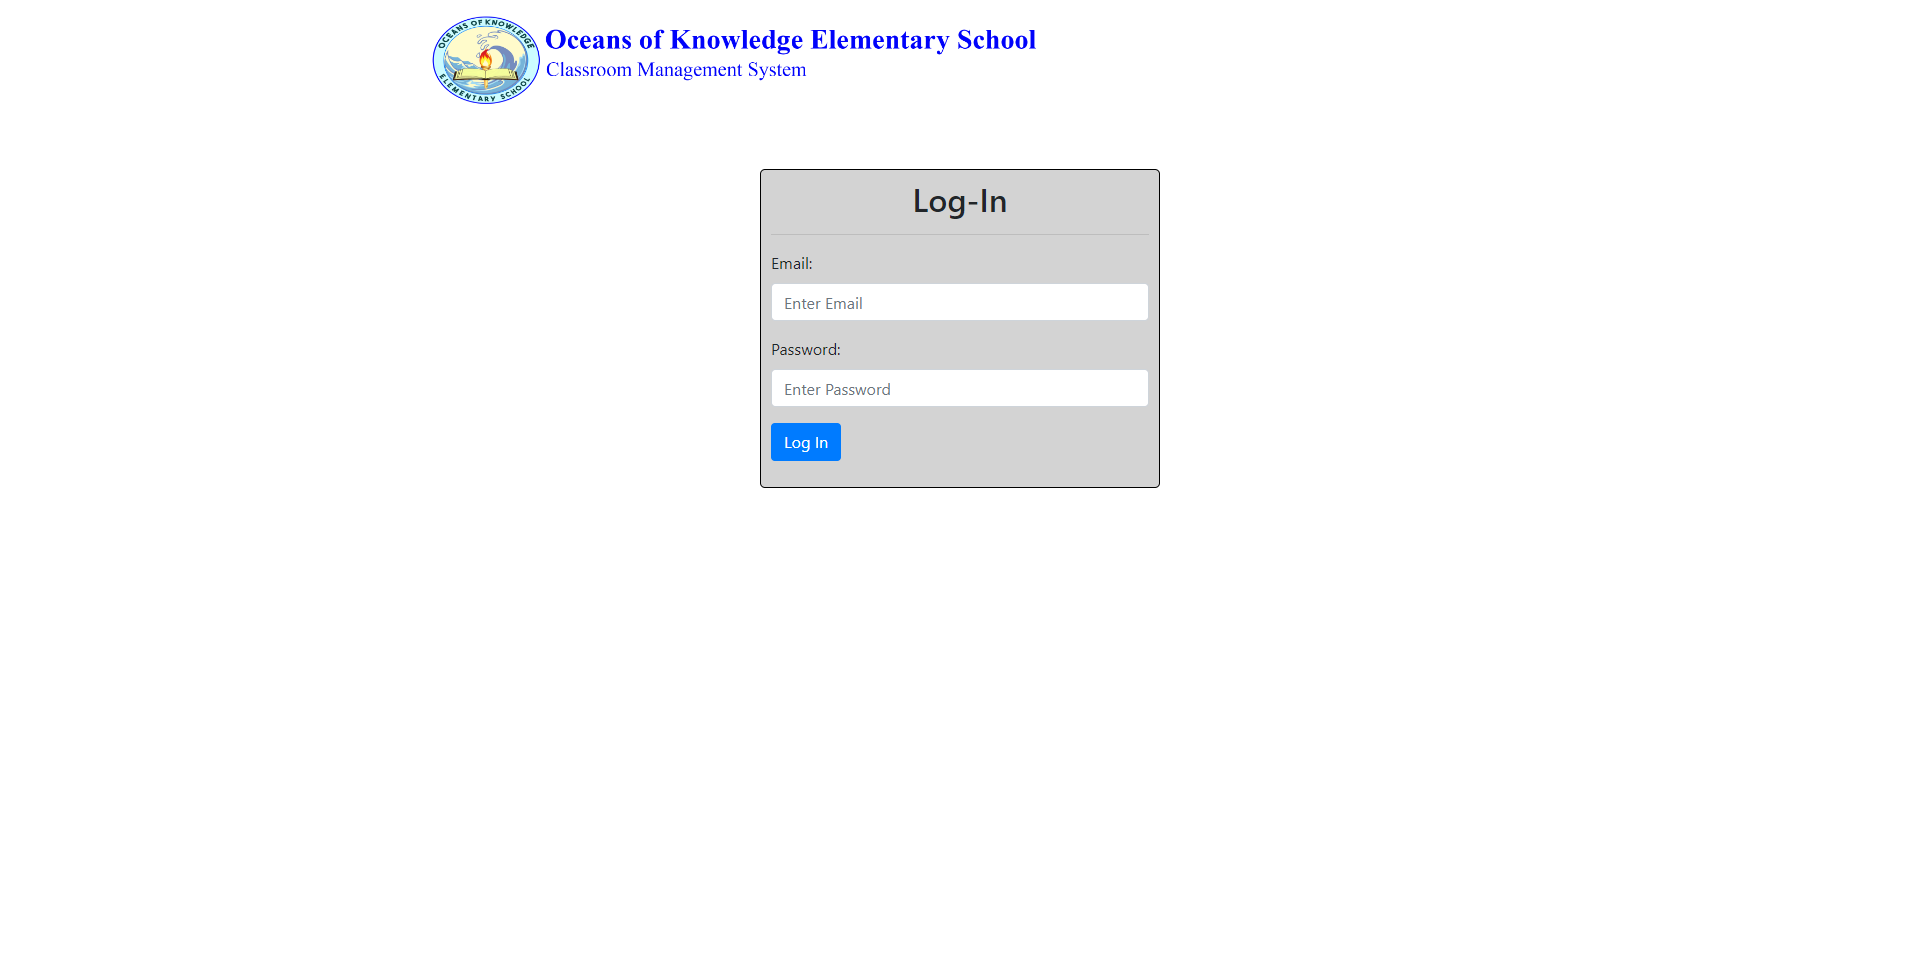 OCEANS OF KNOWLEDGE
ELEMENTARY SCHOOL
Oceans of Knowledge Elementary School
Classroom Management System
Log-In
Email:
Enter Email
Password:
Enter Password
Log In